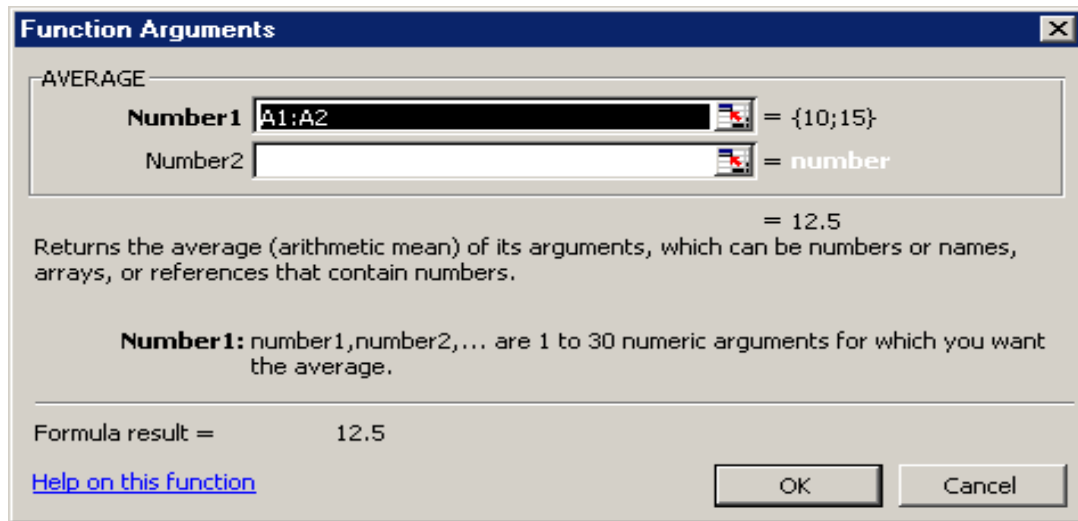 Function Arguments
AVERAGE
Number1 A1:A2 = {10;15}
Number2 = number
= 12.5
Returns the average (arithmetic mean) of its arguments, which can be numbers or names,
arrays, or references that contain numbers.
Number1: number1,number2,... are 1 to 30 numeric arguments for which you want
the average.
Formula result = 12.5
Help on this function OK Cancel